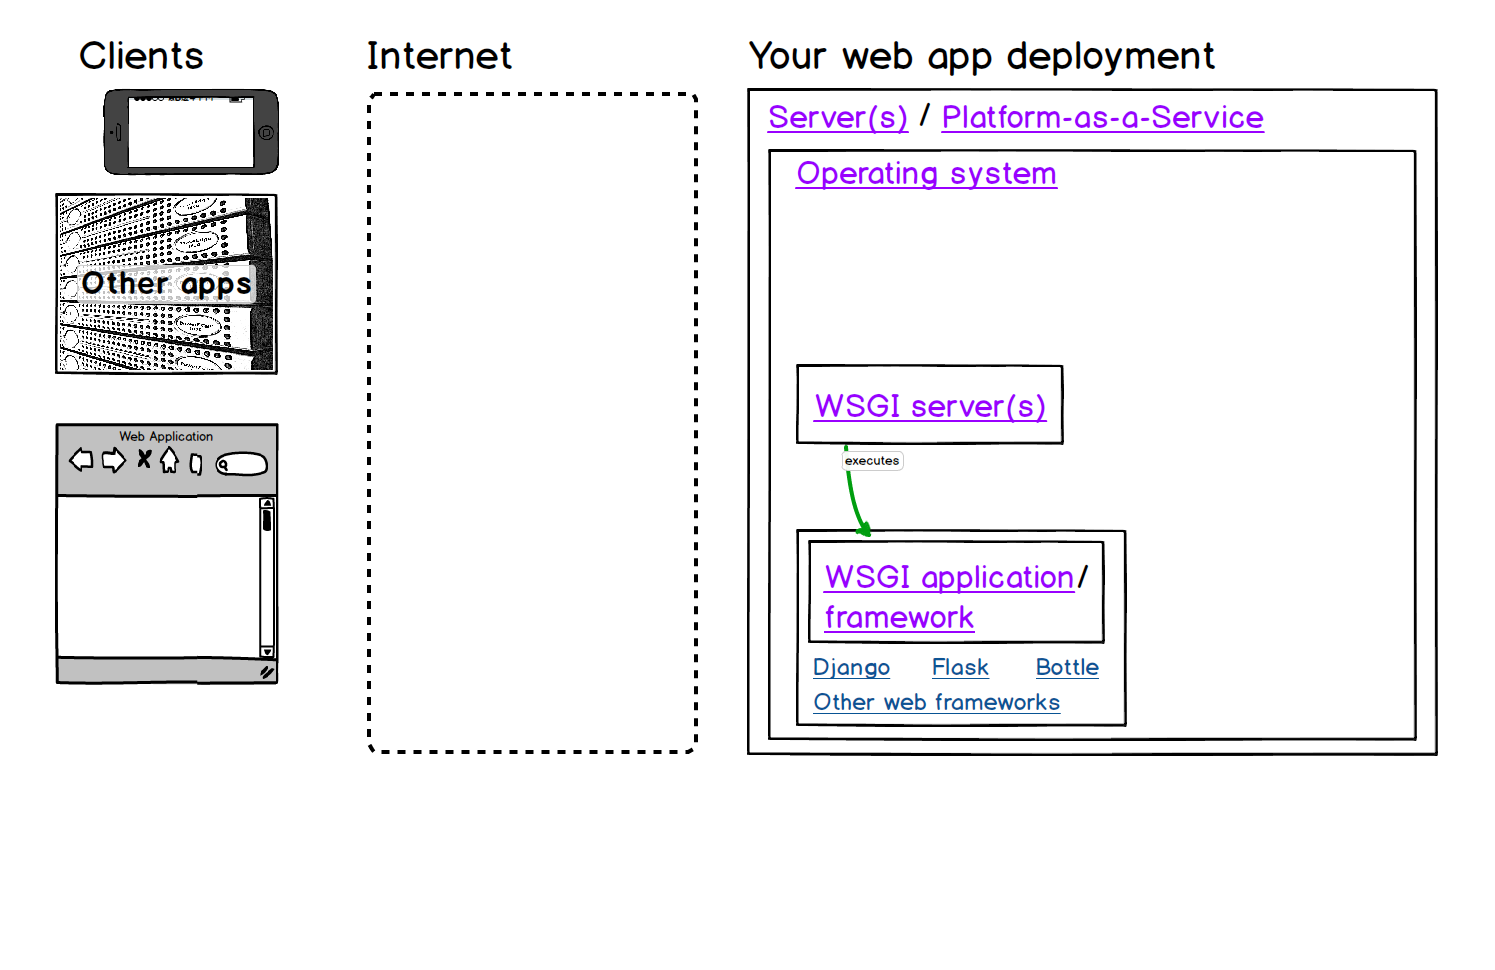 Clients
Internet
Your web app deployment
Server(s) / Platform-as-a-Service
Operating system
Other apps
WSGI server(s)
Web Application
executes
WSGI application/
framework
Django Flask Bottle
Other web frameworks